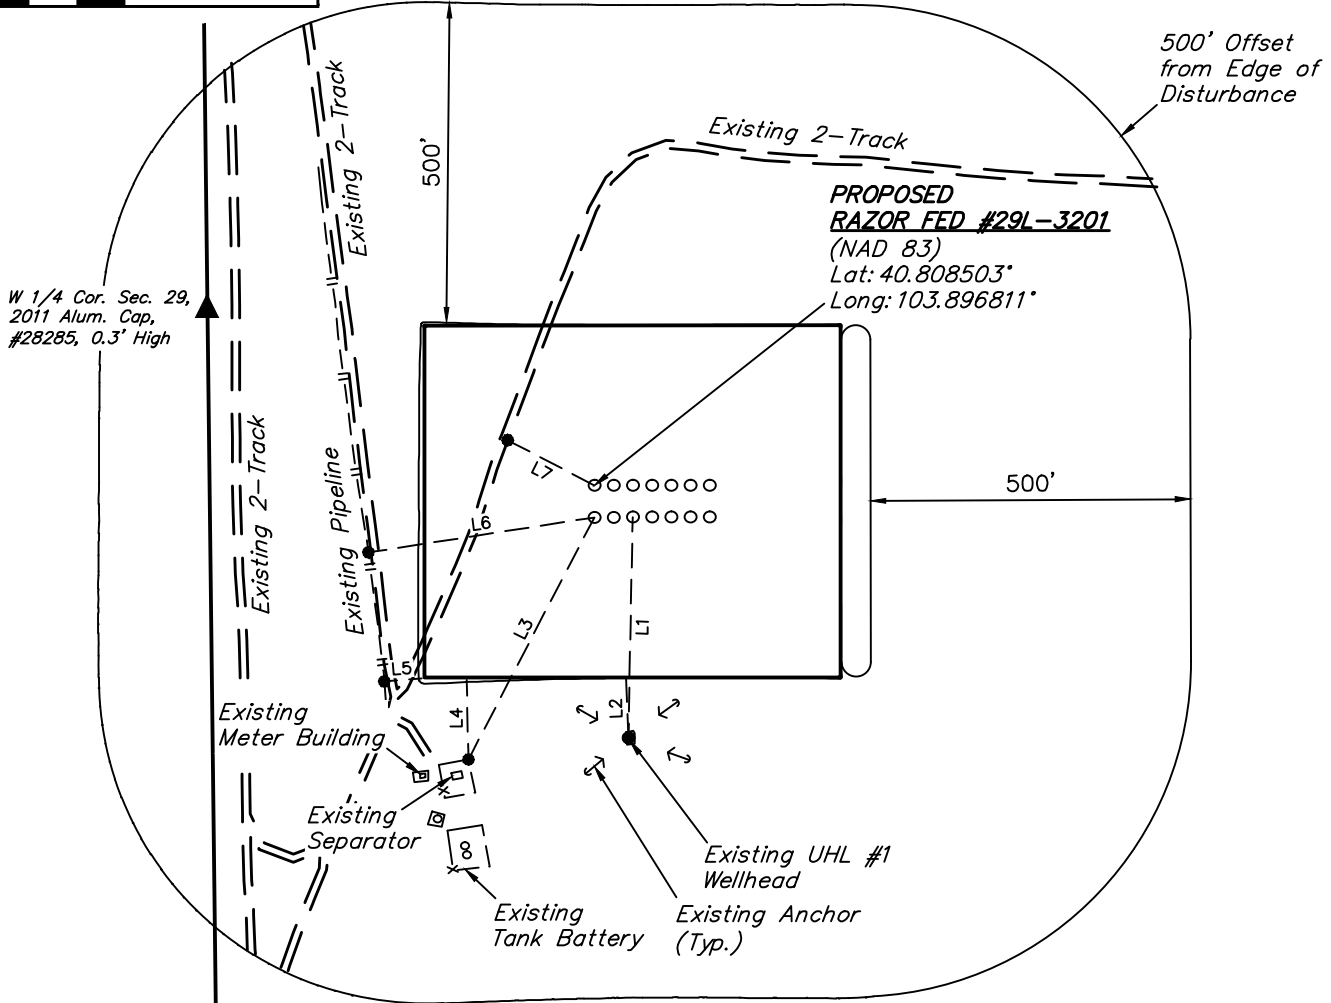 500' Offset
from Edge of
Disturbance
500'
Existing 2-Track
Existing 2-Track
PROPOSED
RAZOR FED #29L-3201
(NAD 83)
Lat: 40.808503°
Long: 103.896811°
W 1/4 Cor. Sec. 29,
2011 Alum. Cap,
#28285, 0.3' High
Existing 2-Track
Existing Pipeline
L7
500'
L6
L3
L1
L5
L4
L2
Existing
Meter Building
Existing
Separator
Existing UHL #1
Wellhead
Existing
Tank Battery
Existing Anchor
(Typ.)